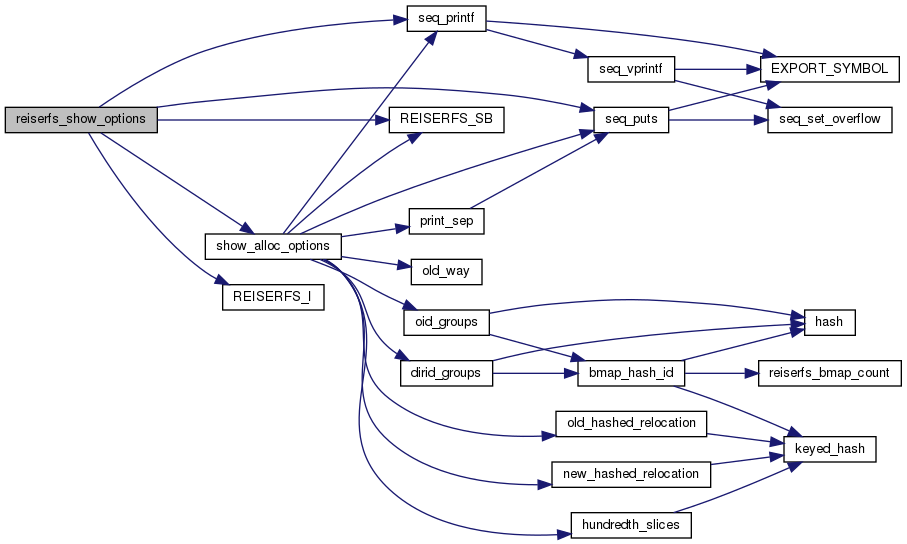 seq_printf
seq_vprintf
EXPORT_SYMBOL
reiserfs_show_options
REISERFS_SB
seq_puts
seq_set_overflow
print_sep
show_alloc_options
old_way
REISERFS_I
oid_groups
hash
dirid_groups
bmap_hash_id
reiserfs_bmap_count
old_hashed_relocation
keyed_hash
new_hashed_relocation
hundredth_slices